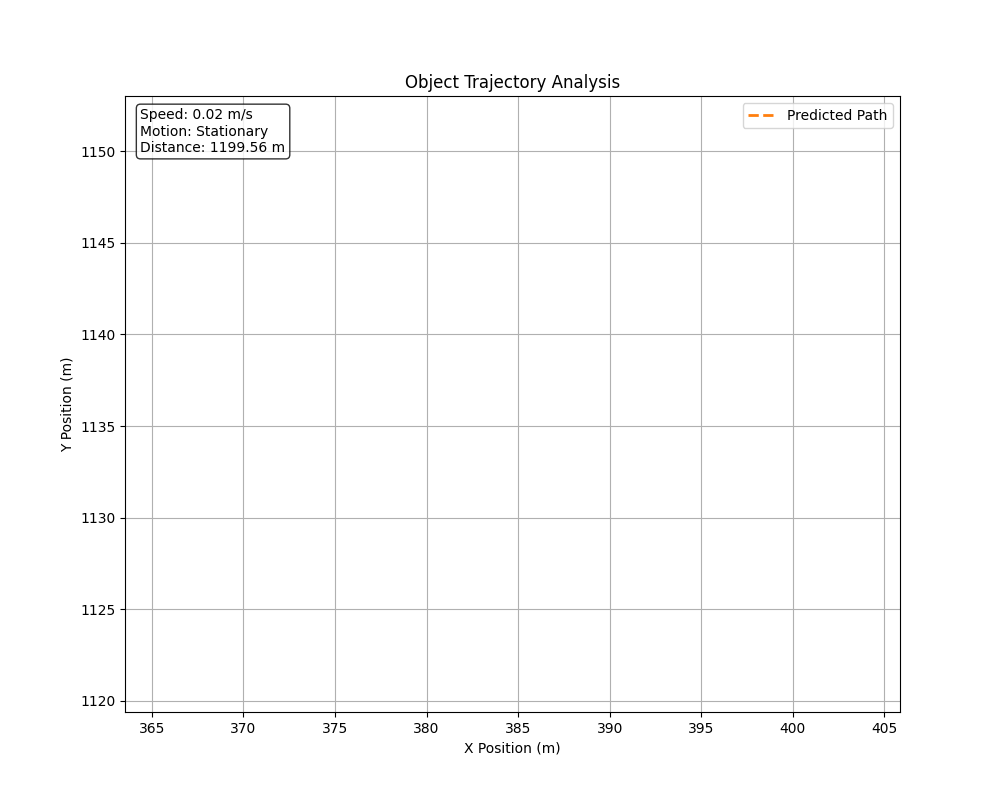 Object Trajectory Analysis
Speed: 0.02 m/s
Motion: Stationary
Distance: 1199.56 m
Predicted Path
1150
1145
1140
1135
1130
1125
1120
Y Position (m)
365 370 375 380 385 390 395 400 405
X Position (m)